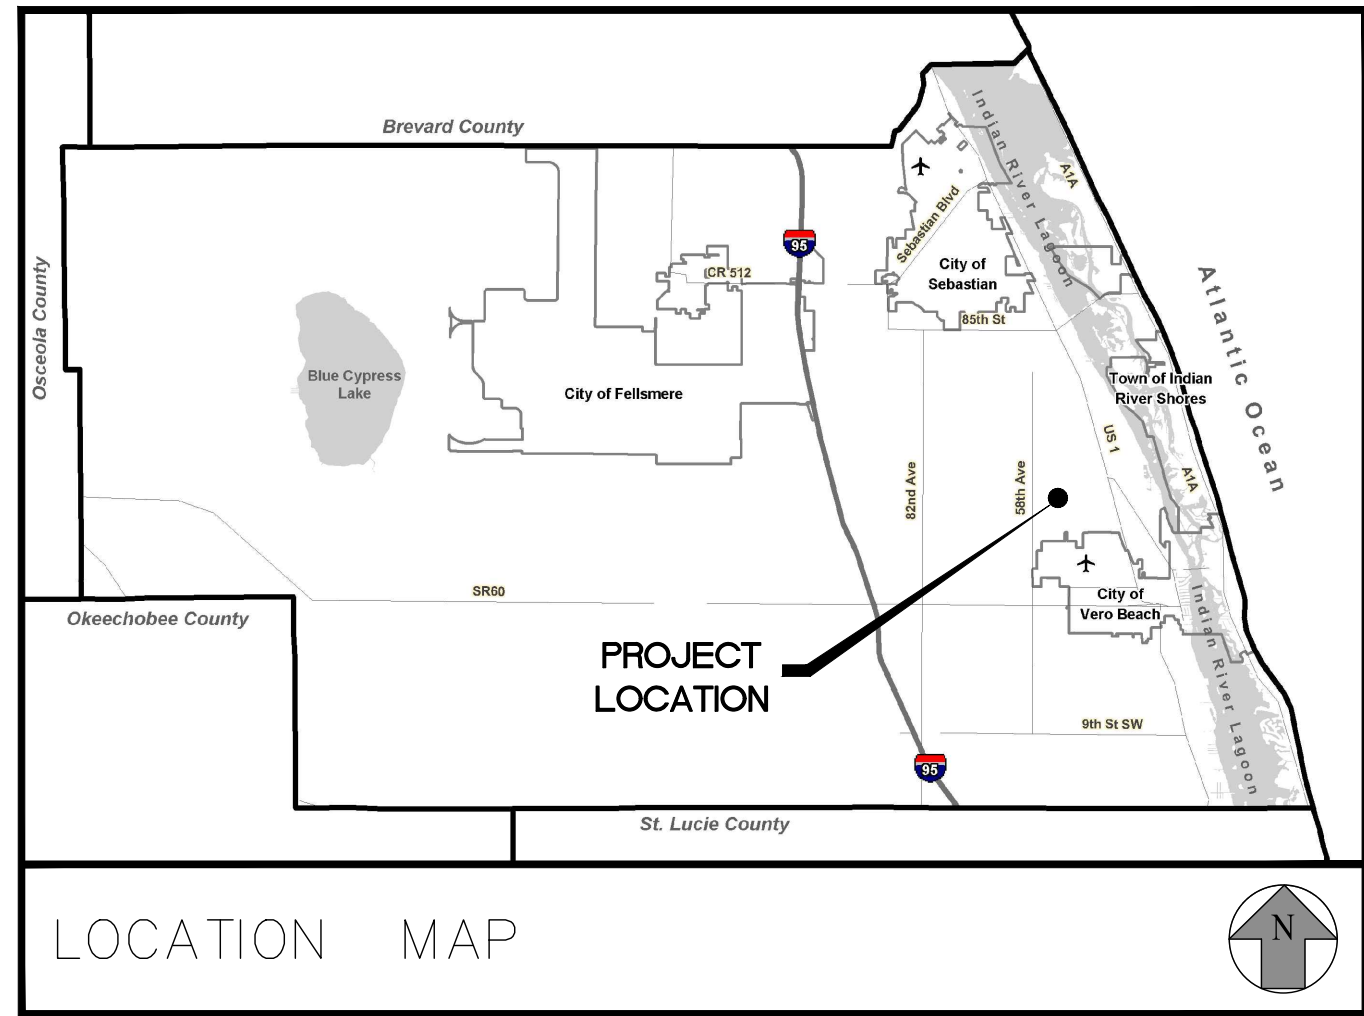 Brevard County
Indian River Lagoon
A1A
Sebastian Blvd
95
City of
Sebastian
CR 512
Osceola County
Atlantic Ocean
85th St
Blue Cypress
Lake
City of Fellsmere
Town of Indian
River Shores
US 1
82nd Ave
58th Ave
A1A
SR60
City of
Vero Beach
Okeechobee County
Indian River Lagoon
PROJECT
LOCATION
9th St SW
95
St. Lucie County
LOCATION MAP
N